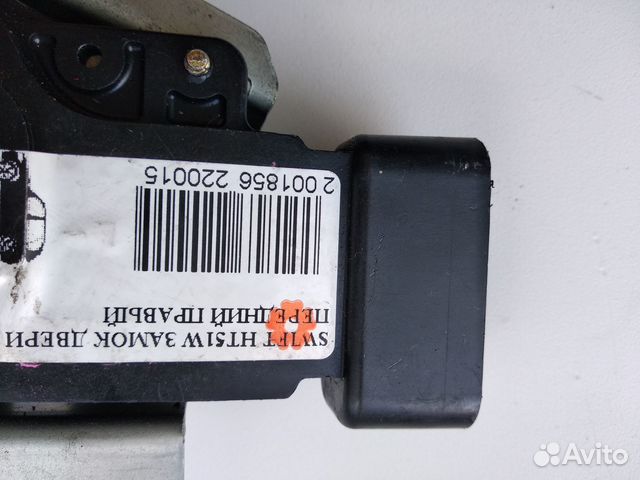 SWIFT HT51W ЗАМОК ДВЕРИ
ПЕРЕДНИЙ ПРАВЫЙ
2 001856 220015
Avito